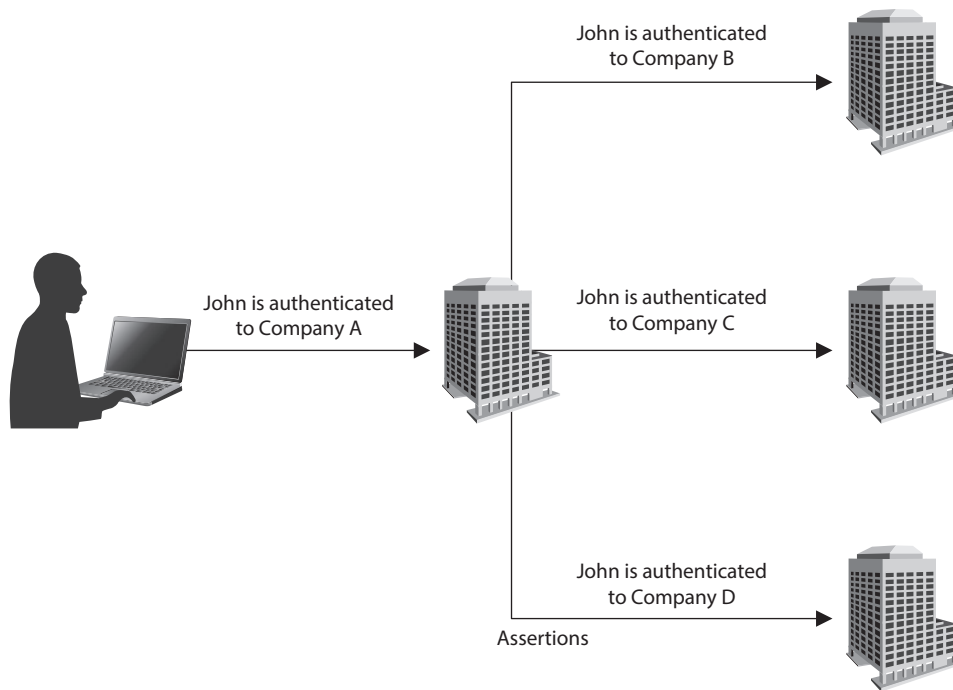 John is authenticated
to Company B
John is authenticated
to Company A
John is authenticated
to Company C
John is authenticated
to Company D
Assertions